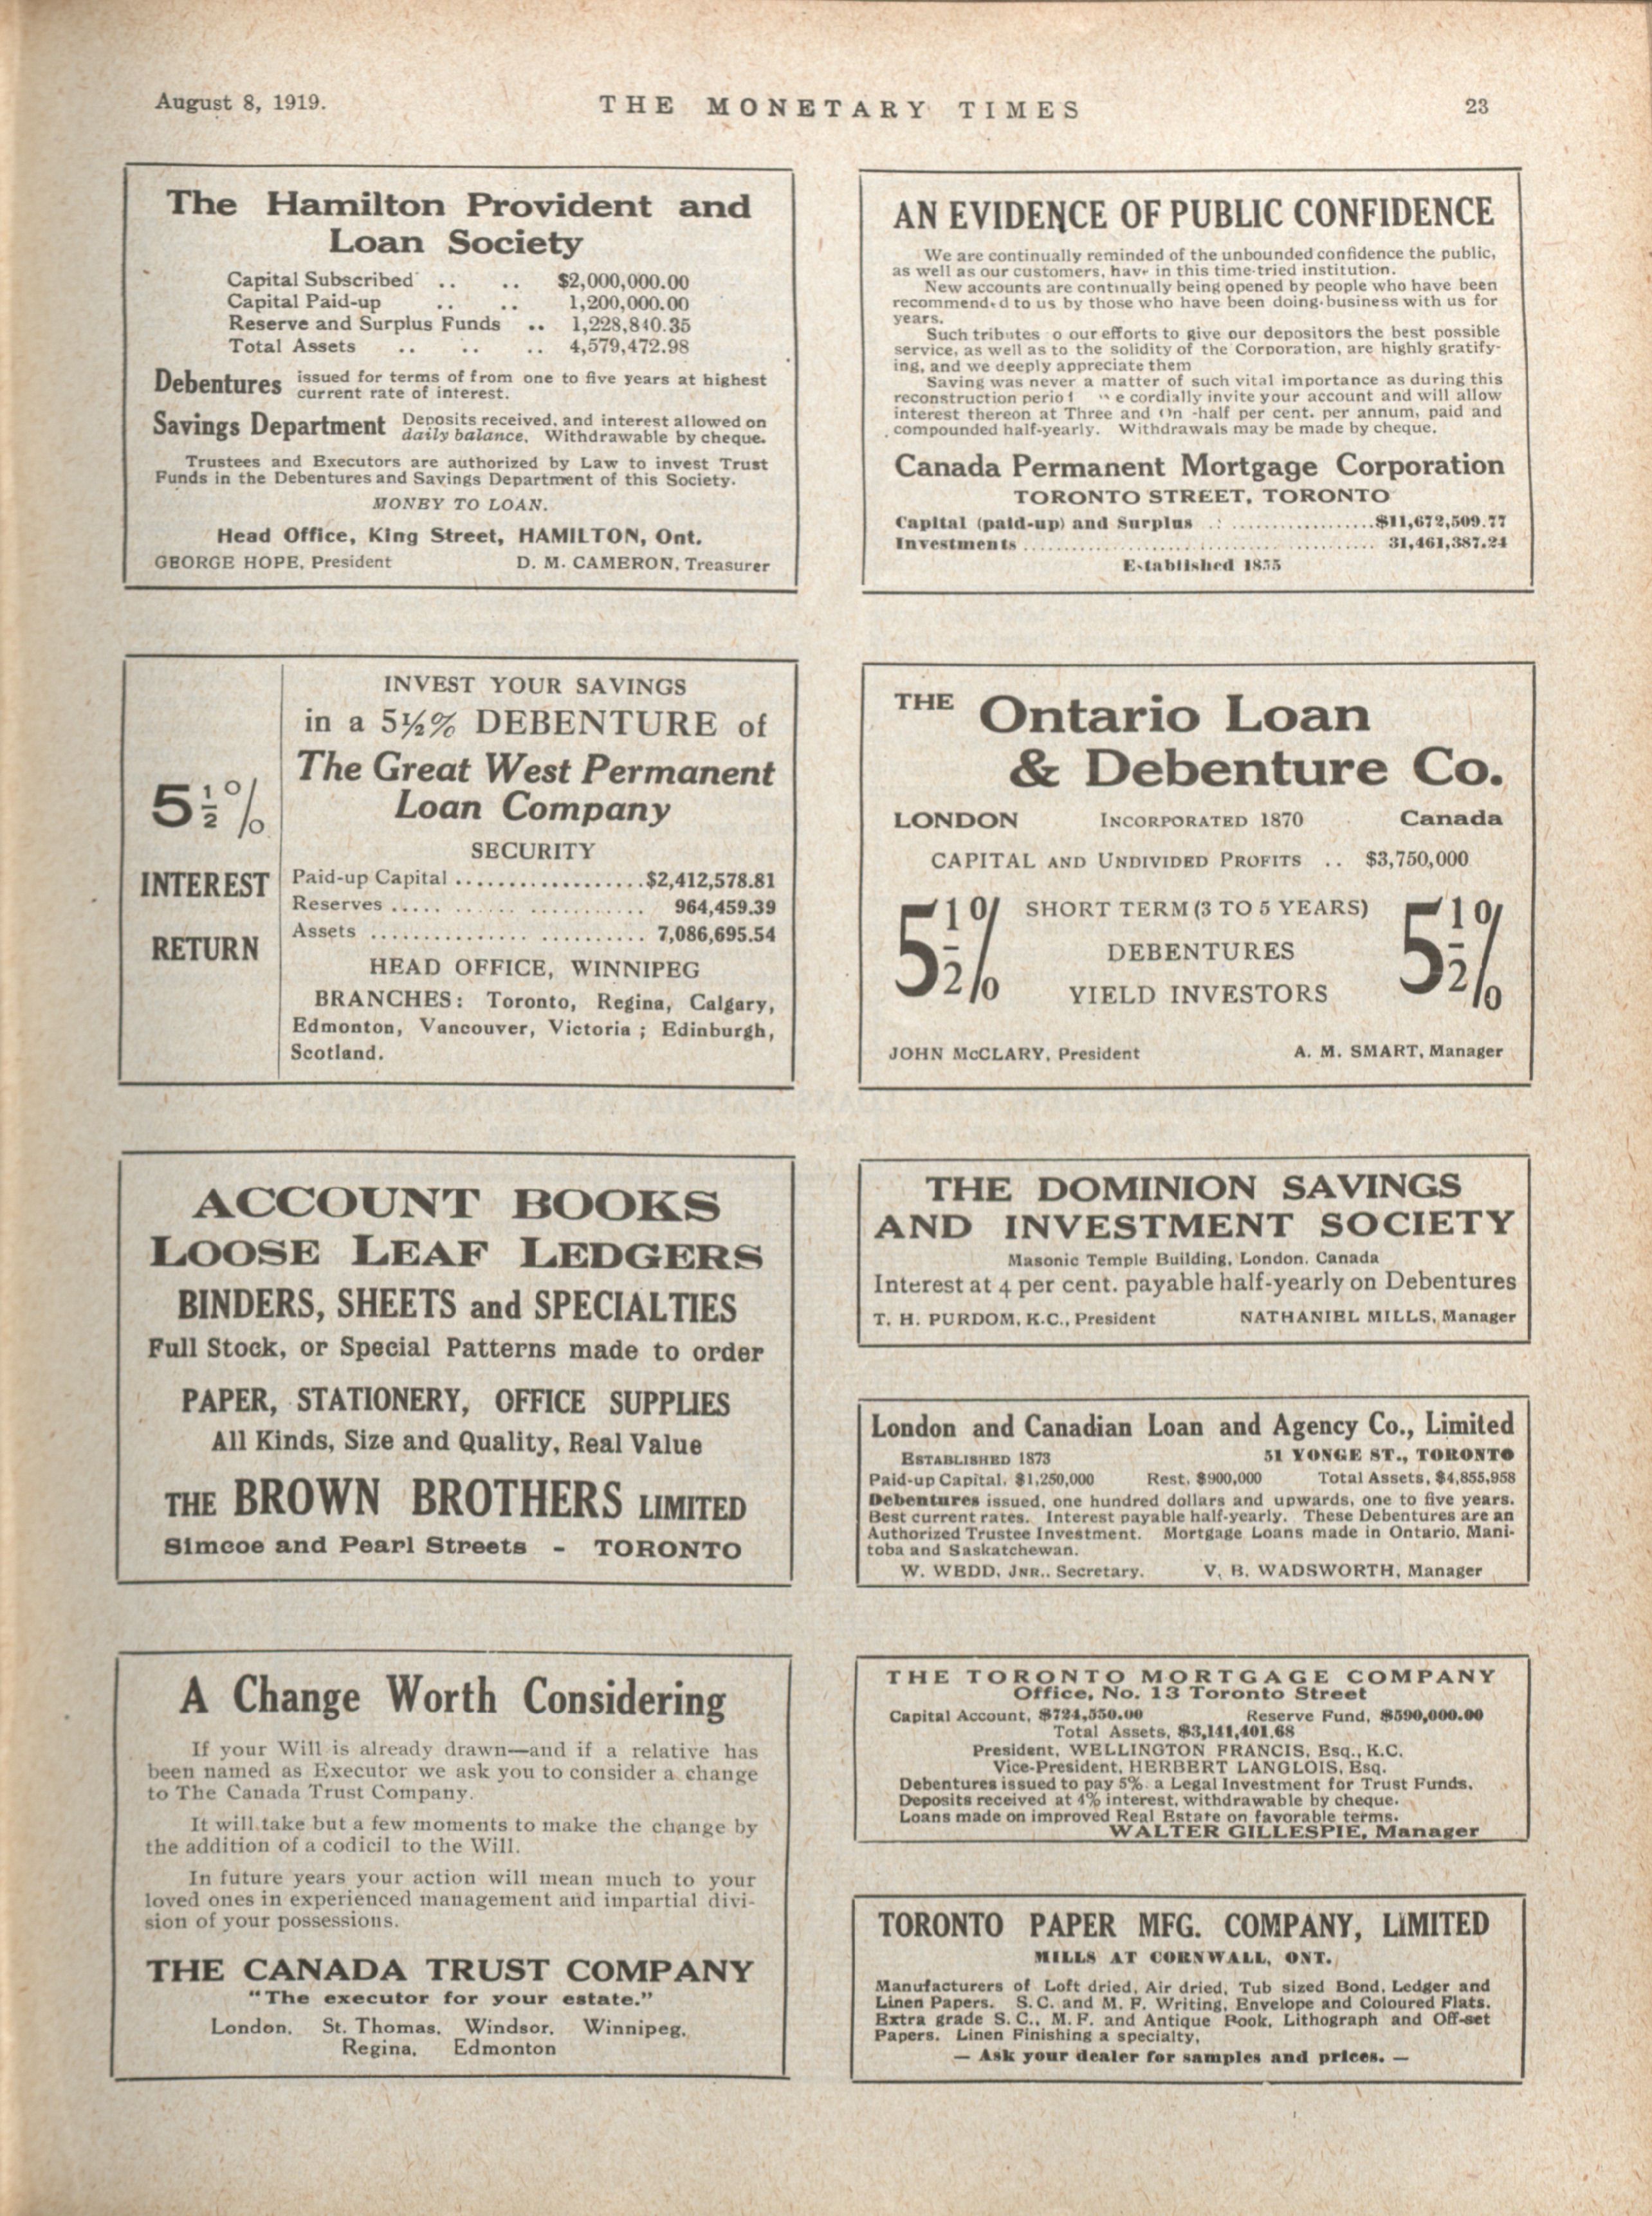 August 8, 1919.
THE MONETARY TIMES
23
The Hamilton Provident and
Loan Society
Capital Subscribed .. .. $2,000,000.00
Capital Paid-up .. .. 1,200,000.00
Reserve and Surplus Funds .. 1,228,840.35
Total Assets .. .. .. 4,579,472.98
Debentures issued for terms of from one to five years at highest
current rate of interest.
Savings Department Deposits received, and interest allowed on
daily balance. Withdrawable by cheque.
Trustees and Executors are authorized by Law to invest Trust
Funds in the Debentures and Savings Department of this Society.
MONEY TO LOAN.
Head Office, King Street, HAMILTON, Ont.
GEORGE HOPE, President D. M. CAMERON, Treasurer
INVEST YOUR SAVINGS
in a 5½% DEBENTURE of
The Great West Permanent
Loan Company
5½%
INTEREST
RETURN
SECURITY
Paid-up Capital .................. $2,412,578.81
Reserves ..... ...... ........... 964,459.39
Assets ............... .......... 7,086,695.54
HEAD OFFICE, WINNIPEG
BRANCHES: Toronto, Regina, Calgary,
Edmonton, Vancouver, Victoria ; Edinburgh,
Scotland.
ACCOUNT BOOKS
LOOSE LEAF LEDGERS
BINDERS, SHEETS and SPECIALTIES
Full Stock, or Special Patterns made to order
PAPER, STATIONERY, OFFICE SUPPLIES
All Kinds, Size and Quality, Real Value
THE BROWN BROTHERS LIMITED
Simcoe and Pearl Streets - TORONTO
A Change Worth Considering
If your Will is already drawn—and if a relative has
been named as Executor we ask you to consider a change
to The Canada Trust Company.
It will take but a few moments to make the change by
the addition of a codicil to the Will.
In future years your action will mean much to your
loved ones in experienced management and impartial divi-
sion of your possessions.
THE CANADA TRUST COMPANY
"The executor for your estate."
London. St. Thomas. Windsor. Winnipeg.
Regina. Edmonton
AN EVIDENCE OF PUBLIC CONFIDENCE
We are continually reminded of the unbounded confidence the public,
as well as our customers, have in this time-tried institution.
New accounts are continually being opened by people who have been
recommended to us by those who have been doing business with us for
years.
Such tributes o our efforts to give our depositors the best possible
service, as well as to the solidity of the Corporation, are highly gratify-
ing, and we deeply appreciate them
Saving was never a matter of such vital importance as during this
reconstruction period e cordially invite your account and will allow
interest thereon at Three and On -half per cent. per annum, paid and
compounded half-yearly. Withdrawals may be made by cheque.
Canada Permanent Mortgage Corporation
TORONTO STREET, TORONTO
Capital (paid-up) and Surplus .................... $11,672,509.77
Investments ........................................ 31,461,387.24
Established 1855
THE Ontario Loan
& Debenture Co.
LONDON INCORPORATED 1870 Canada
CAPITAL AND UNDIVIDED PROFITS .. $3,750,000
5½% SHORT TERM (3 TO 5 YEARS) 5½%
DEBENTURES
YIELD INVESTORS
JOHN McCLARY, President A. M. SMART, Manager
THE DOMINION SAVINGS
AND INVESTMENT SOCIETY
Masonic Temple Building, London, Canada
Interest at 4 per cent. payable half-yearly on Debentures
T. H. PURDOM, K.C., President NATHANIEL MILLS, Manager
London and Canadian Loan and Agency Co., Limited
ESTABLISHED 1873 51 YONGE ST., TORONTO
Paid-up Capital, $1,250,000 Rest, $900,000 Total Assets, $4,855,958
Debentures issued, one hundred dollars and upwards, one to five years.
Best current rates. Interest payable half-yearly. These Debentures are an
Authorized Trustee Investment. Mortgage Loans made in Ontario, Mani-
toba and Saskatchewan.
W. WEDD, JNR., Secretary. V. B. WADSWORTH, Manager
THE TORONTO MORTGAGE COMPANY
Office, No. 13 Toronto Street
Capital Account, $724,550.00 Reserve Fund, $590,000.00
Total Assets, $3,141,401.68
President, WELLINGTON FRANCIS, Esq., K.C.
Vice-President, HERBERT LANGLOIS, Esq.
Debentures issued to pay 5% a Legal Investment for Trust Funds.
Deposits received at 4% interest, withdrawable by cheque.
Loans made on improved Real Estate on favorable terms.
WALTER GILLESPIE, Manager
TORONTO PAPER MFG. COMPANY, LIMITED
MILLS AT CORNWALL, ONT.
Manufacturers of Loft dried, Air dried, Tub sized Bond, Ledger and
Linen Papers. S. C. and M. F. Writing, Envelope and Coloured Flats.
Extra grade S. C., M. F. and Antique Book, Lithograph and Off-set
Papers. Linen Finishing a specialty.
— Ask your dealer for samples and prices. —